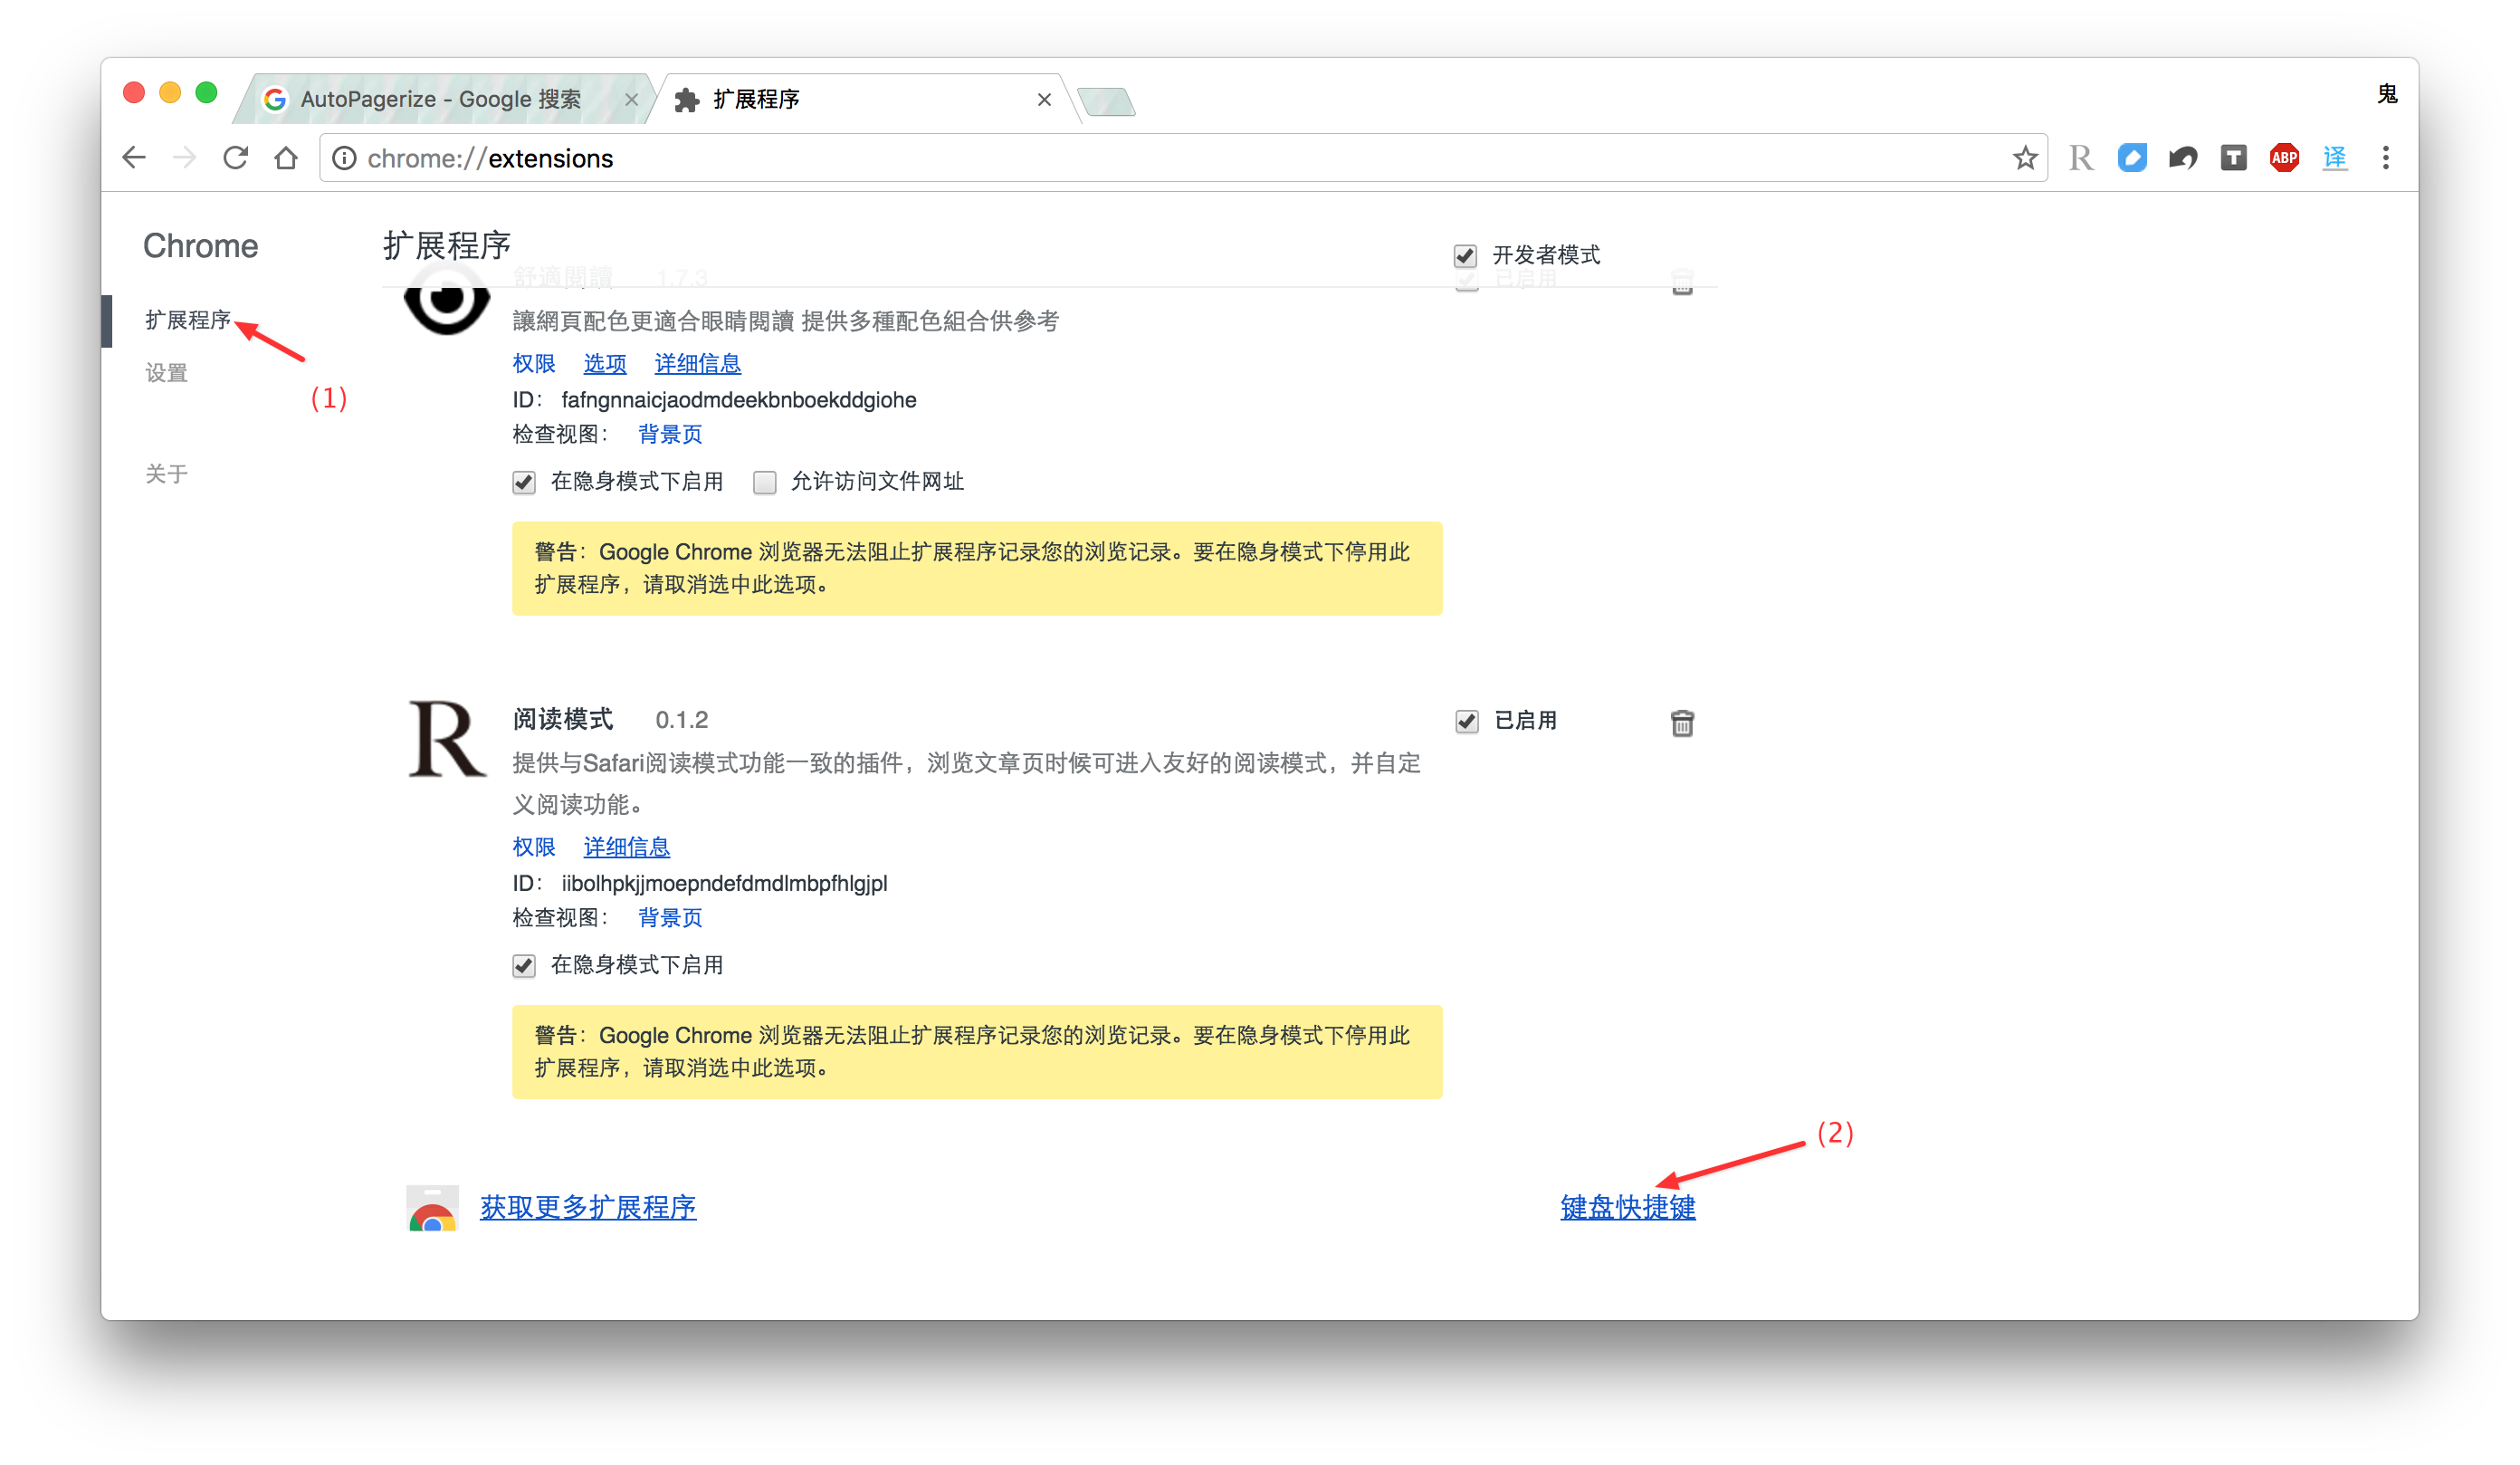 AutoPagerize - Google 搜索
扩展程序
鬼
chrome://extensions
R
T
ABP
译
Chrome
扩展程序
开发者模式
舒適閱讀 1.7.3
已启用
扩展程序
(1)
设置
关于
讓網頁配色更適合眼睛閱讀 提供多種配色組合供參考
权限 选项 详细信息
ID： fafngnnaicjaodmdeekbnboekddgiohe
检查视图： 背景页
在隐身模式下启用 允许访问文件网址
警告：Google Chrome 浏览器无法阻止扩展程序记录您的浏览记录。要在隐身模式下停用此
扩展程序，请取消选中此选项。
R
阅读模式 0.1.2
已启用
提供与Safari阅读模式功能一致的插件，浏览文章页时候可进入友好的阅读模式，并自定
义阅读功能。
权限 详细信息
ID： iibolhpkjjmoepndefdmdlmbpfhlgjpl
检查视图： 背景页
在隐身模式下启用
警告：Google Chrome 浏览器无法阻止扩展程序记录您的浏览记录。要在隐身模式下停用此
扩展程序，请取消选中此选项。
(2)
获取更多扩展程序
键盘快捷键